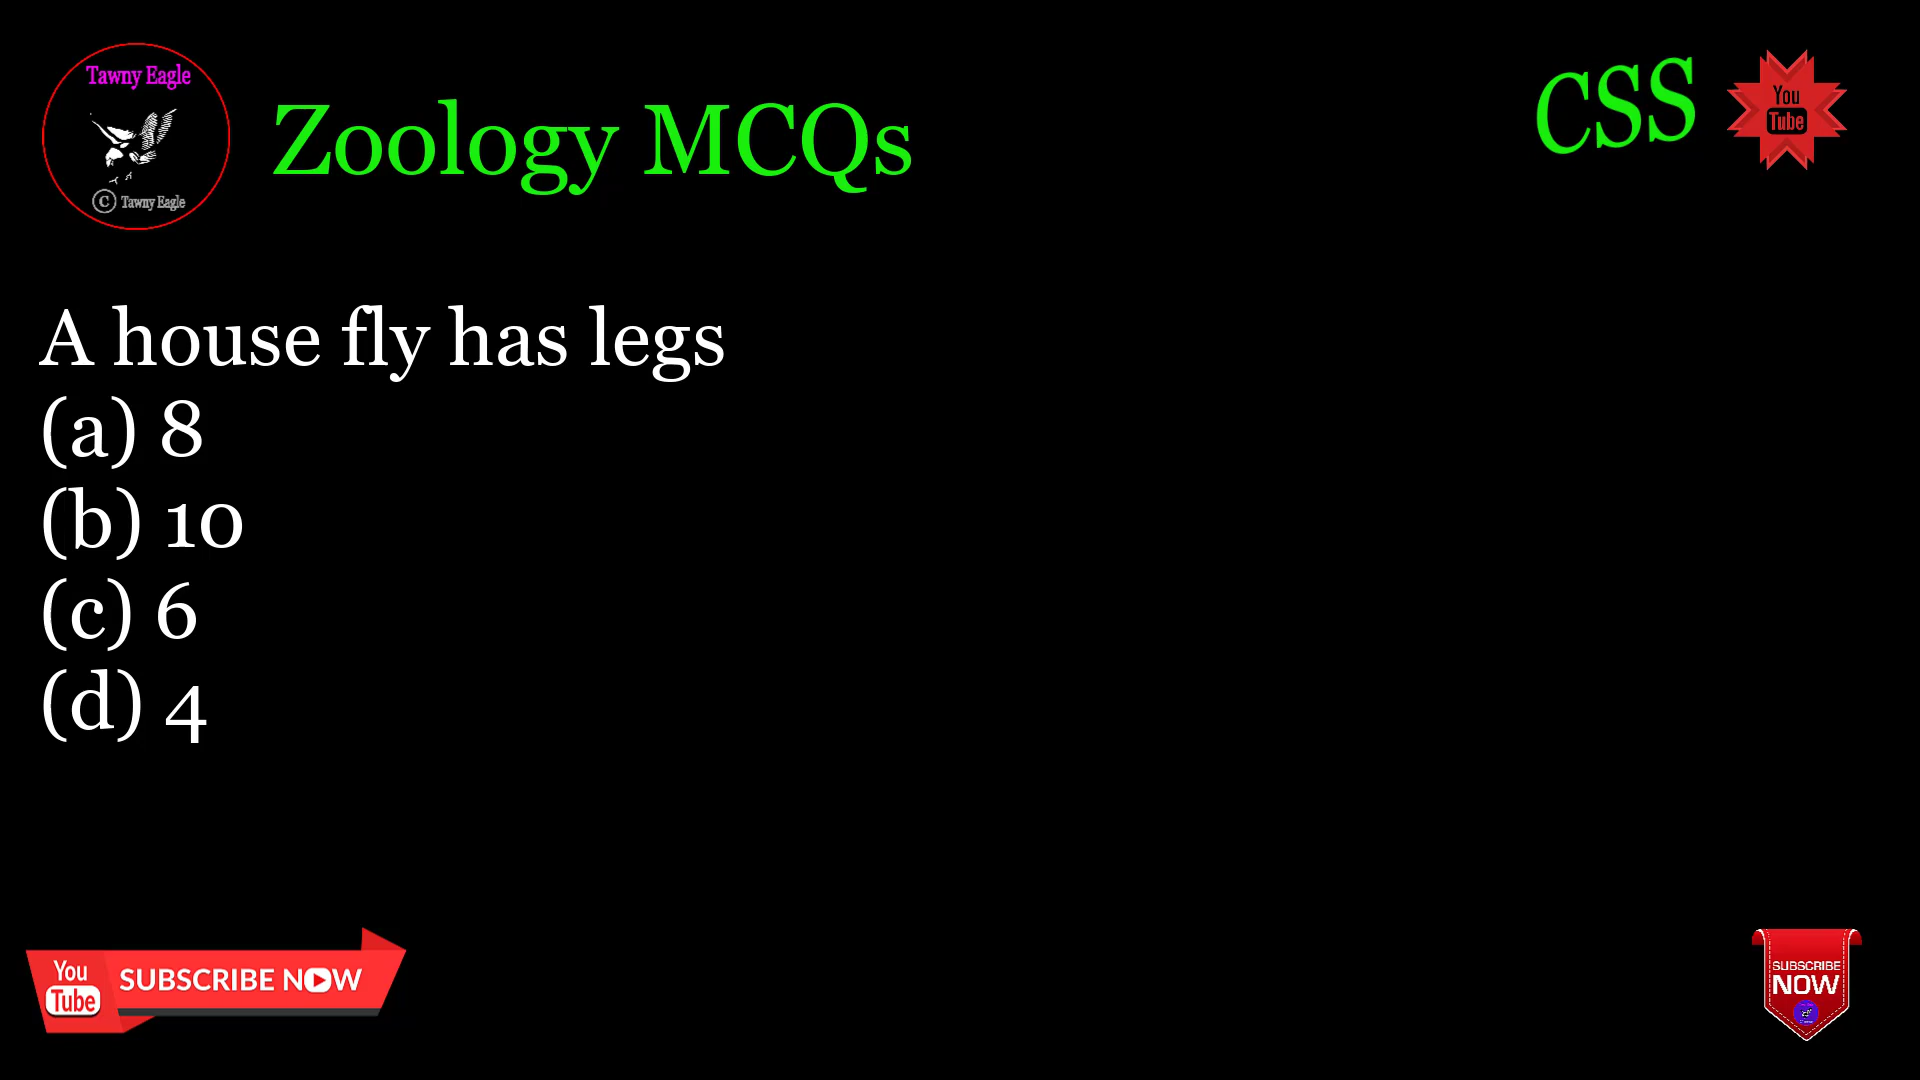 Tawny Eagle
© Tawny Eagle
Zoology MCQs
CSS
You
Tube
A house fly has legs
(a) 8
(b) 10
(c) 6
(d) 4
You
Tube
SUBSCRIBE NOW
SUBSCRIBE
NOW